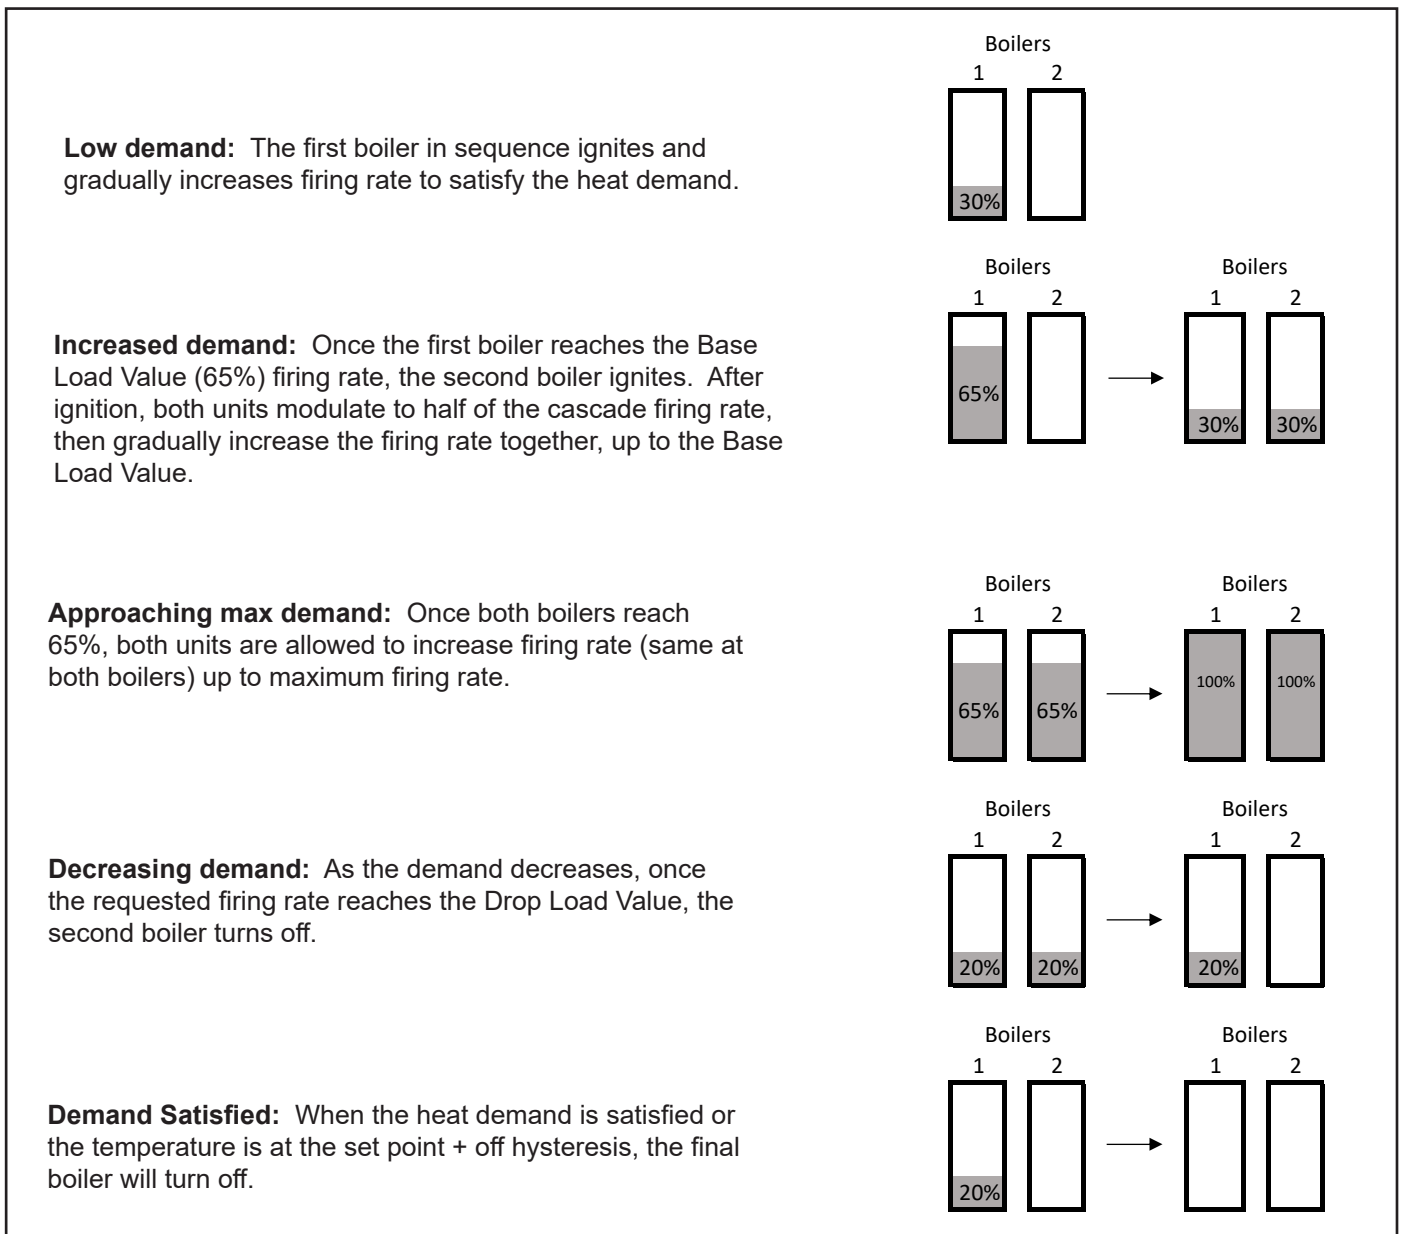 Boilers
1 2
Low demand: The first boiler in sequence ignites and
gradually increases firing rate to satisfy the heat demand.
30%
Boilers Boilers
1 2 1 2
Increased demand: Once the first boiler reaches the Base
Load Value (65%) firing rate, the second boiler ignites. After
ignition, both units modulate to half of the cascade firing rate,
then gradually increase the firing rate together, up to the Base
Load Value.
65%
30% 30%
Boilers Boilers
1 2 1 2
Approaching max demand: Once both boilers reach
65%, both units are allowed to increase firing rate (same at
both boilers) up to maximum firing rate.
65% 65% 100% 100%
Boilers Boilers
1 2 1 2
Decreasing demand: As the demand decreases, once
the requested firing rate reaches the Drop Load Value, the
second boiler turns off.
20% 20% 20%
Boilers Boilers
1 2 1 2
Demand Satisfied: When the heat demand is satisfied or
the temperature is at the set point + off hysteresis, the final
boiler will turn off.
20%